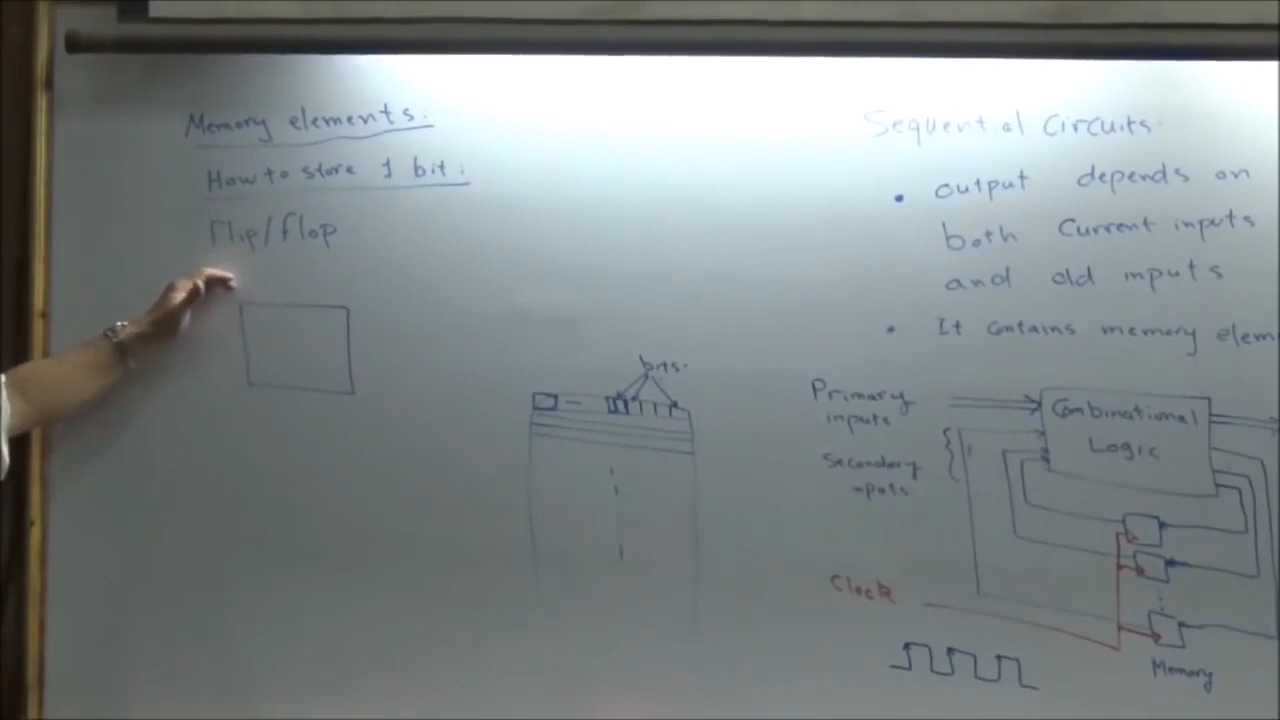 Memory elements.
How to store 1 bit.
Flip/flop
bits.
Sequential Circuits
• output depends on
both Current inputs
and old inputs
• It contains memory elem
Primary
inputs
Combinational
Logic
Secondary
Clock
Memory